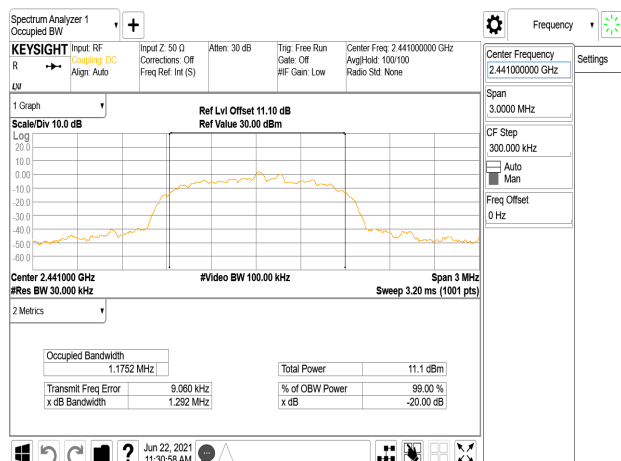 Spectrum Analyzer 1
Occupied BW
+
Frequency
KEYSIGHT
R
Input: RF
Coupling: DC
Align: Auto
Input Z: 50 Ω
Corrections: Off
Freq Ref: Int (S)
Atten: 30 dB
Trig: Free Run
Gate: Off
#IF Gain: Low
Center Freq: 2.441000000 GHz
Avg|Hold: 100/100
Radio Std: None
Center Frequency
2.441000000 GHz
Settings
Span
3.0000 MHz
CF Step
300.000 kHz
Auto
Man
Freq Offset
0 Hz
1 Graph
Scale/Div 10.0 dB
Ref Lvl Offset 11.10 dB
Ref Value 30.00 dBm
Log
20.0
10.0
0.00
-10.0
-20.0
-30.0
-40.0
-50.0
-60.0
Center 2.441000 GHz
#Res BW 30.000 kHz
#Video BW 100.00 kHz
Span 3 MHz
Sweep 3.20 ms (1001 pts)
2 Metrics
Occupied Bandwidth
1.1752 MHz
Total Power 11.1 dBm
Transmit Freq Error 9.060 kHz
% of OBW Power 99.00 %
x dB Bandwidth 1.292 MHz
x dB -20.00 dB
?
Jun 22, 2021
11:30:58 AM